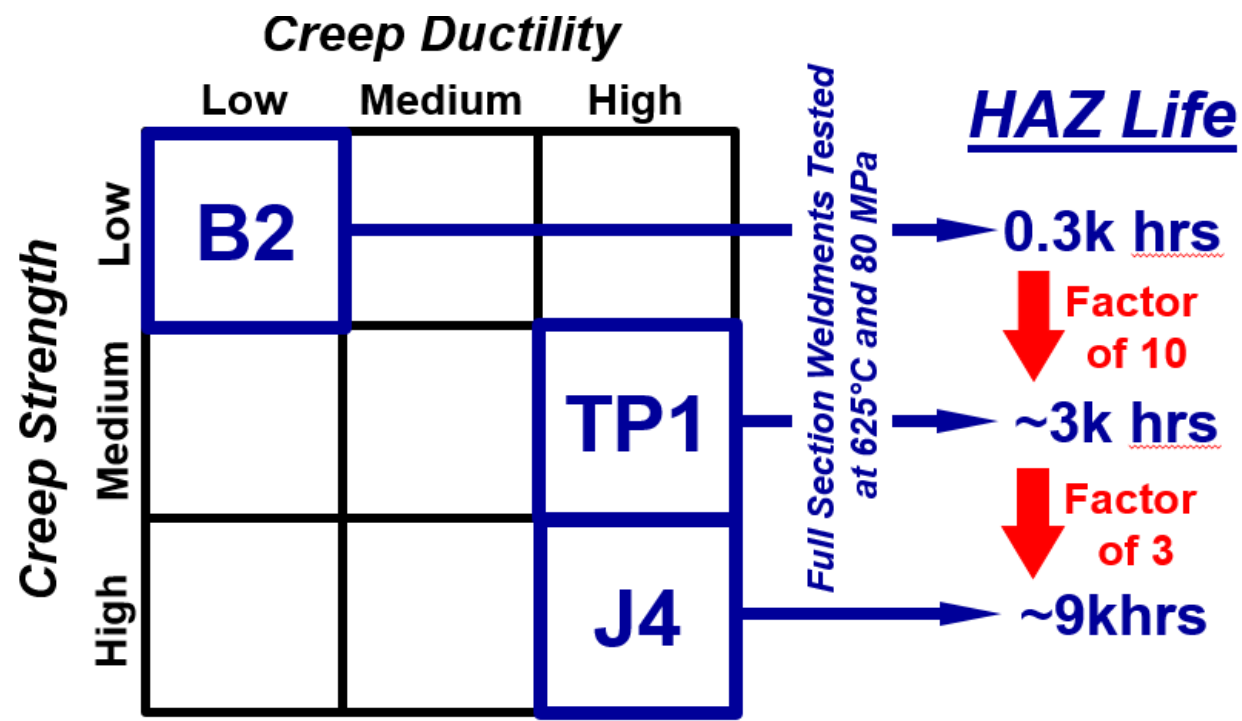 Creep Ductility
Low Medium High
Creep Strength
Low
Medium
High
B2
TP1
J4
Full Section Weldments Tested
at 625°C and 80 MPa
HAZ Life
0.3k hrs
Factor
of 10
~3k hrs
Factor
of 3
~9khrs